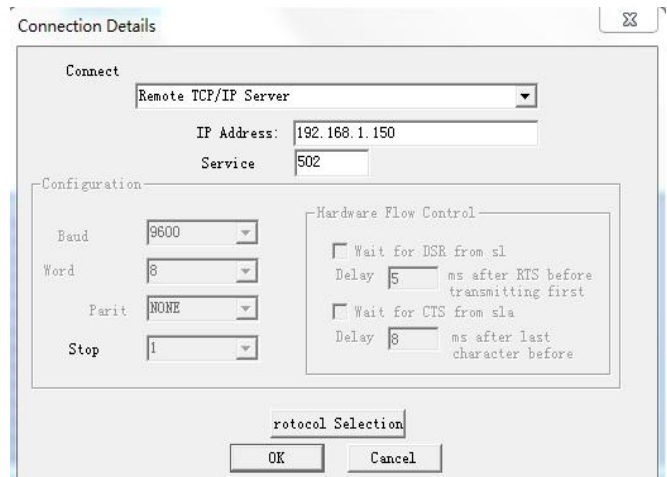 Connection Details
Connect
Remote TCP/IP Server
IP Address: 192.168.1.150
Service 502
Configuration
Baud 9600
Word 8
Parit NONE
Stop 1
Hardware Flow Control
Wait for DSR from sl
Delay 5 ms after RTS before
transmitting first
Wait for CTS from sla
Delay 8 ms after last
character before
rotocol Selection
OK Cancel